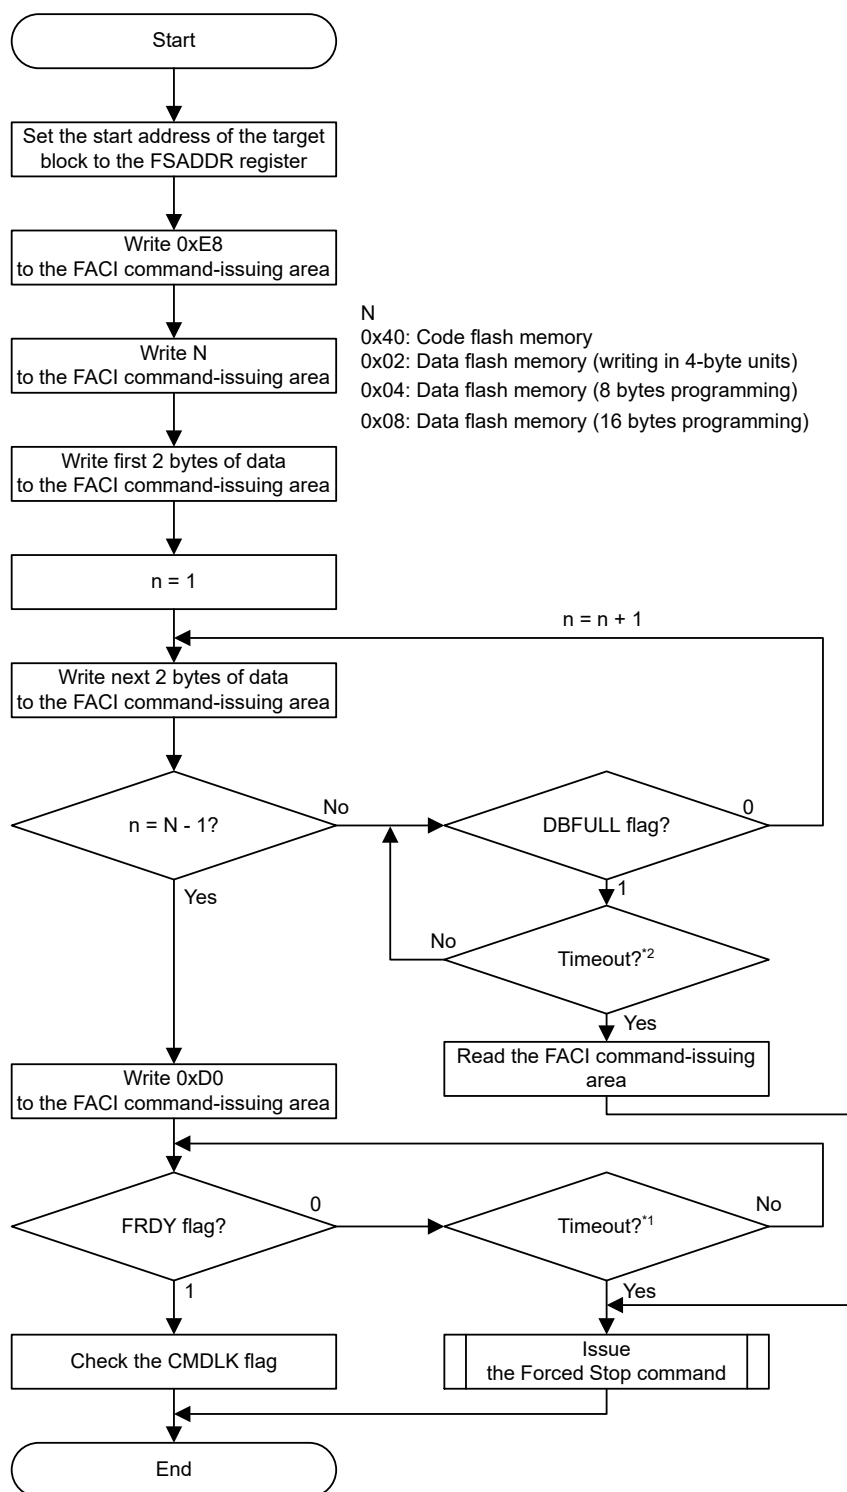 Start
Set the start address of the target
block to the FSADDR register
Write 0xE8
to the FACI command-issuing area
N
0x40: Code flash memory
0x02: Data flash memory (writing in 4-byte units)
0x04: Data flash memory (8 bytes programming)
0x08: Data flash memory (16 bytes programming)
Write N
to the FACI command-issuing area
Write first 2 bytes of data
to the FACI command-issuing area
n = 1
n = n + 1
Write next 2 bytes of data
to the FACI command-issuing area
n = N - 1?
No
DBFULL flag?
0
1
Yes
No
Timeout?*2
Yes
Read the FACI command-issuing
area
Write 0xD0
to the FACI command-issuing area
FRDY flag?
0
Timeout?*1
No
1
Yes
Check the CMDLK flag
Issue
the Forced Stop command
End